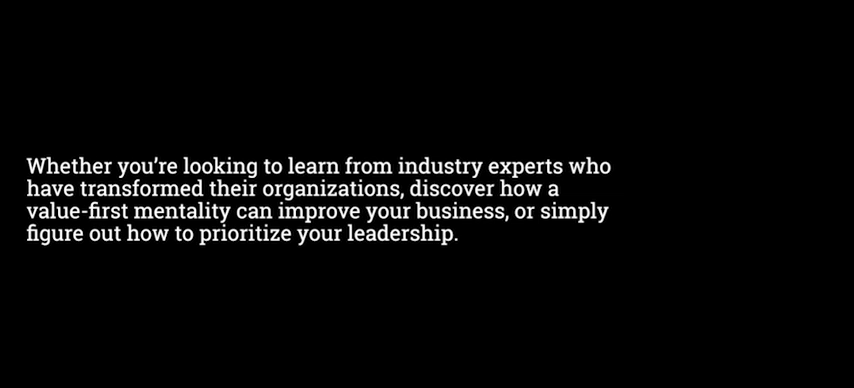 Whether you’re looking to learn from industry experts who
have transformed their organizations, discover how a
value-first mentality can improve your business, or simply
figure out how to prioritize your leadership.